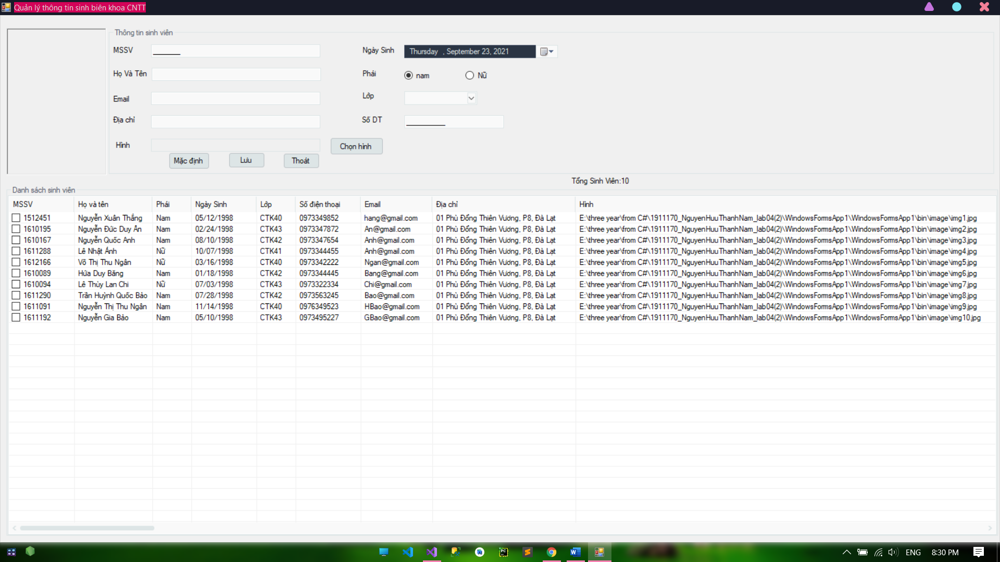 Quản lý thông tin sinh biên khoa CNTT
Thông tin sinh viên
MSSV
Ngày Sinh Thursday , September 23, 2021
Họ Và Tên
Phái nam Nữ
Email
Lốp
Địa chỉ
Số DT
Hình Chọn hình
Mặc định Lưu Thoát
Tổng Sinh Viên:10
Danh sách sinh viên
MSSV Họ và tên Phái Ngày Sinh Lốp Số điện thoại Email Địa chỉ Hình
1512451 Nguyễn Xuân Thắng Nam 05/12/1998 CTK40 0973349852 hang@gmail.com 01 Phù Đổng Thiên Vương, P8, Đà Lạt E:\three year\from C#\1911170_NguyenHuuThanhNam_lab04(2)\WindowsFormsApp1\WindowsFormsApp1\bin\image\img1.jpg
1610195 Nguyễn Đức Duy Ân Nam 02/24/1998 CTK43 0973347872 An@gmail.com 01 Phù Đổng Thiên Vương, P8, Đà Lạt E:\three year\from C#\1911170_NguyenHuuThanhNam_lab04(2)\WindowsFormsApp1\WindowsFormsApp1\bin\image\img2.jpg
1610167 Nguyễn Quốc Anh Nam 08/10/1998 CTK42 0973347654 Anh@gmail.com 01 Phù Đổng Thiên Vương, P8, Đà Lạt E:\three year\from C#\1911170_NguyenHuuThanhNam_lab04(2)\WindowsFormsApp1\WindowsFormsApp1\bin\image\img3.jpg
1611288 Lê Nhật Ánh Nữ 10/07/1998 CTK41 0973344455 Anh@gmail.com 01 Phù Đổng Thiên Vương, P8, Đà Lạt E:\three year\from C#\1911170_NguyenHuuThanhNam_lab04(2)\WindowsFormsApp1\WindowsFormsApp1\bin\image\img4.jpg
1612166 Võ Thị Thu Ngân Nữ 03/16/1998 CTK40 0973342222 Ngan@gmail.com 01 Phù Đổng Thiên Vương, P8, Đà Lạt E:\three year\from C#\1911170_NguyenHuuThanhNam_lab04(2)\WindowsFormsApp1\WindowsFormsApp1\bin\image\img5.jpg
1610089 Hứa Duy Băng Nam 01/18/1998 CTK42 0973344445 Bang@gmail.com 01 Phù Đổng Thiên Vương, P8, Đà Lạt E:\three year\from C#\1911170_NguyenHuuThanhNam_lab04(2)\WindowsFormsApp1\WindowsFormsApp1\bin\image\img6.jpg
1610094 Lê Thùy Lan Chi Nữ 07/03/1998 CTK43 0973322334 Chi@gmail.com 01 Phù Đổng Thiên Vương, P8, Đà Lạt E:\three year\from C#\1911170_NguyenHuuThanhNam_lab04(2)\WindowsFormsApp1\WindowsFormsApp1\bin\image\img7.jpg
1611290 Trần Huỳnh Quốc Bảo Nam 07/28/1998 CTK42 0973563245 Bao@gmail.com 01 Phù Đổng Thiên Vương, P8, Đà Lạt E:\three year\from C#\1911170_NguyenHuuThanhNam_lab04(2)\WindowsFormsApp1\WindowsFormsApp1\bin\image\img8.jpg
1611091 Nguyễn Thị Thu Ngân Nam 11/14/1998 CTK40 0976349523 HBao@gmail.com 01 Phù Đổng Thiên Vương, P8, Đà Lạt E:\three year\from C#\1911170_NguyenHuuThanhNam_lab04(2)\WindowsFormsApp1\WindowsFormsApp1\bin\image\img9.jpg
1611192 Nguyễn Gia Bảo Nam 05/10/1998 CTK43 0973495227 GBao@gmail.com 01 Phù Đổng Thiên Vương, P8, Đà Lạt E:\three year\from C#\1911170_NguyenHuuThanhNam_lab04(2)\WindowsFormsApp1\WindowsFormsApp1\bin\image\img10.jpg
ENG 8:30 PM